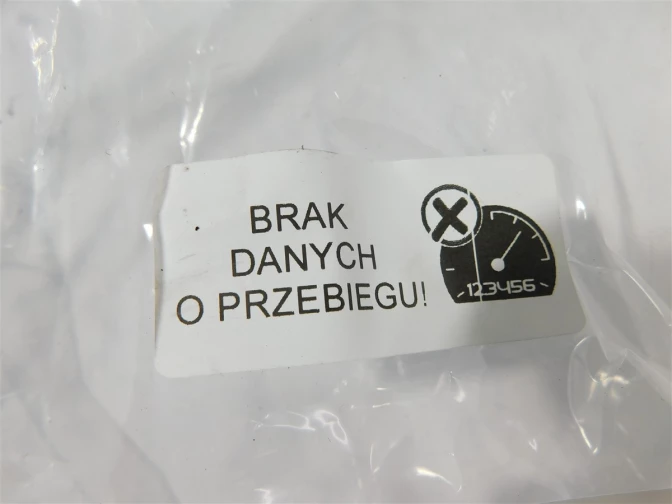 BRAK
DANYCH
O PRZEBIEGU!
123456